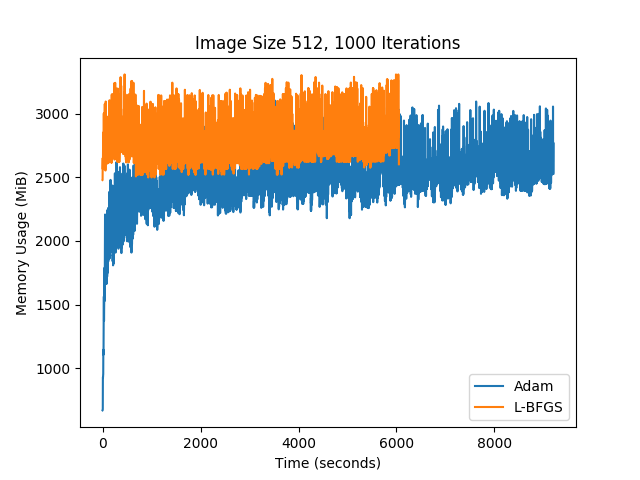 Image Size 512, 1000 Iterations
Memory Usage (MiB)
3000
2500
2000
1500
1000
0
2000
4000
6000
8000
Time (seconds)
Adam
L-BFGS